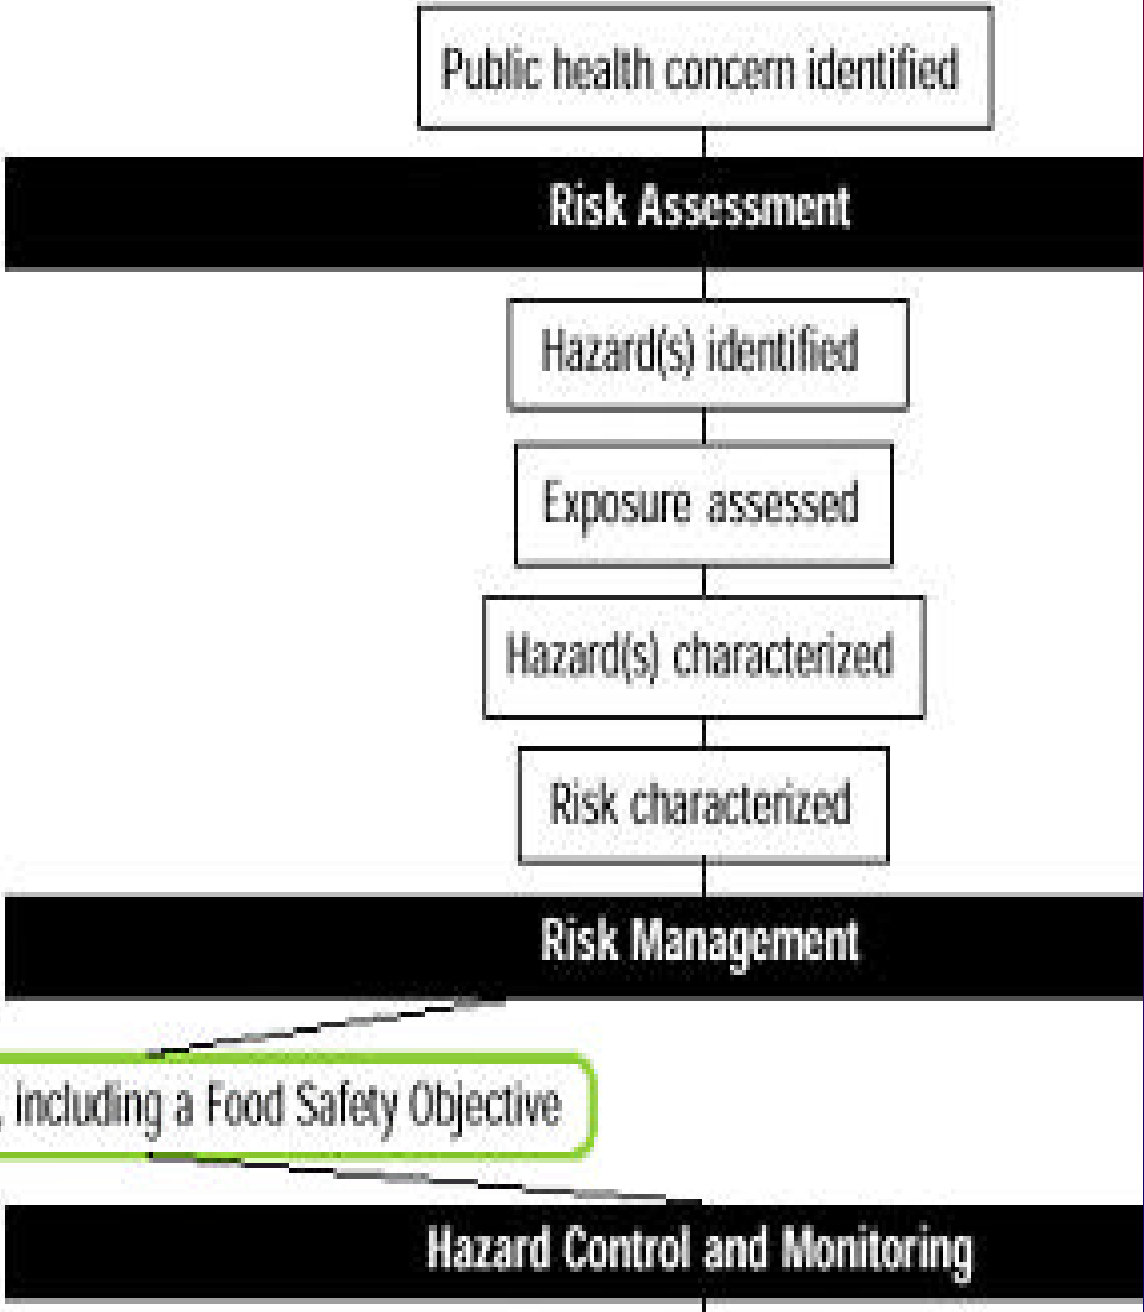 Public health concern identified
Risk Assessment
Hazard(s) identified
Exposure assessed
Hazard(s) characterized
Risk characterized
Risk Management
, including a Food Safety Objective
Hazard Control and Monitoring